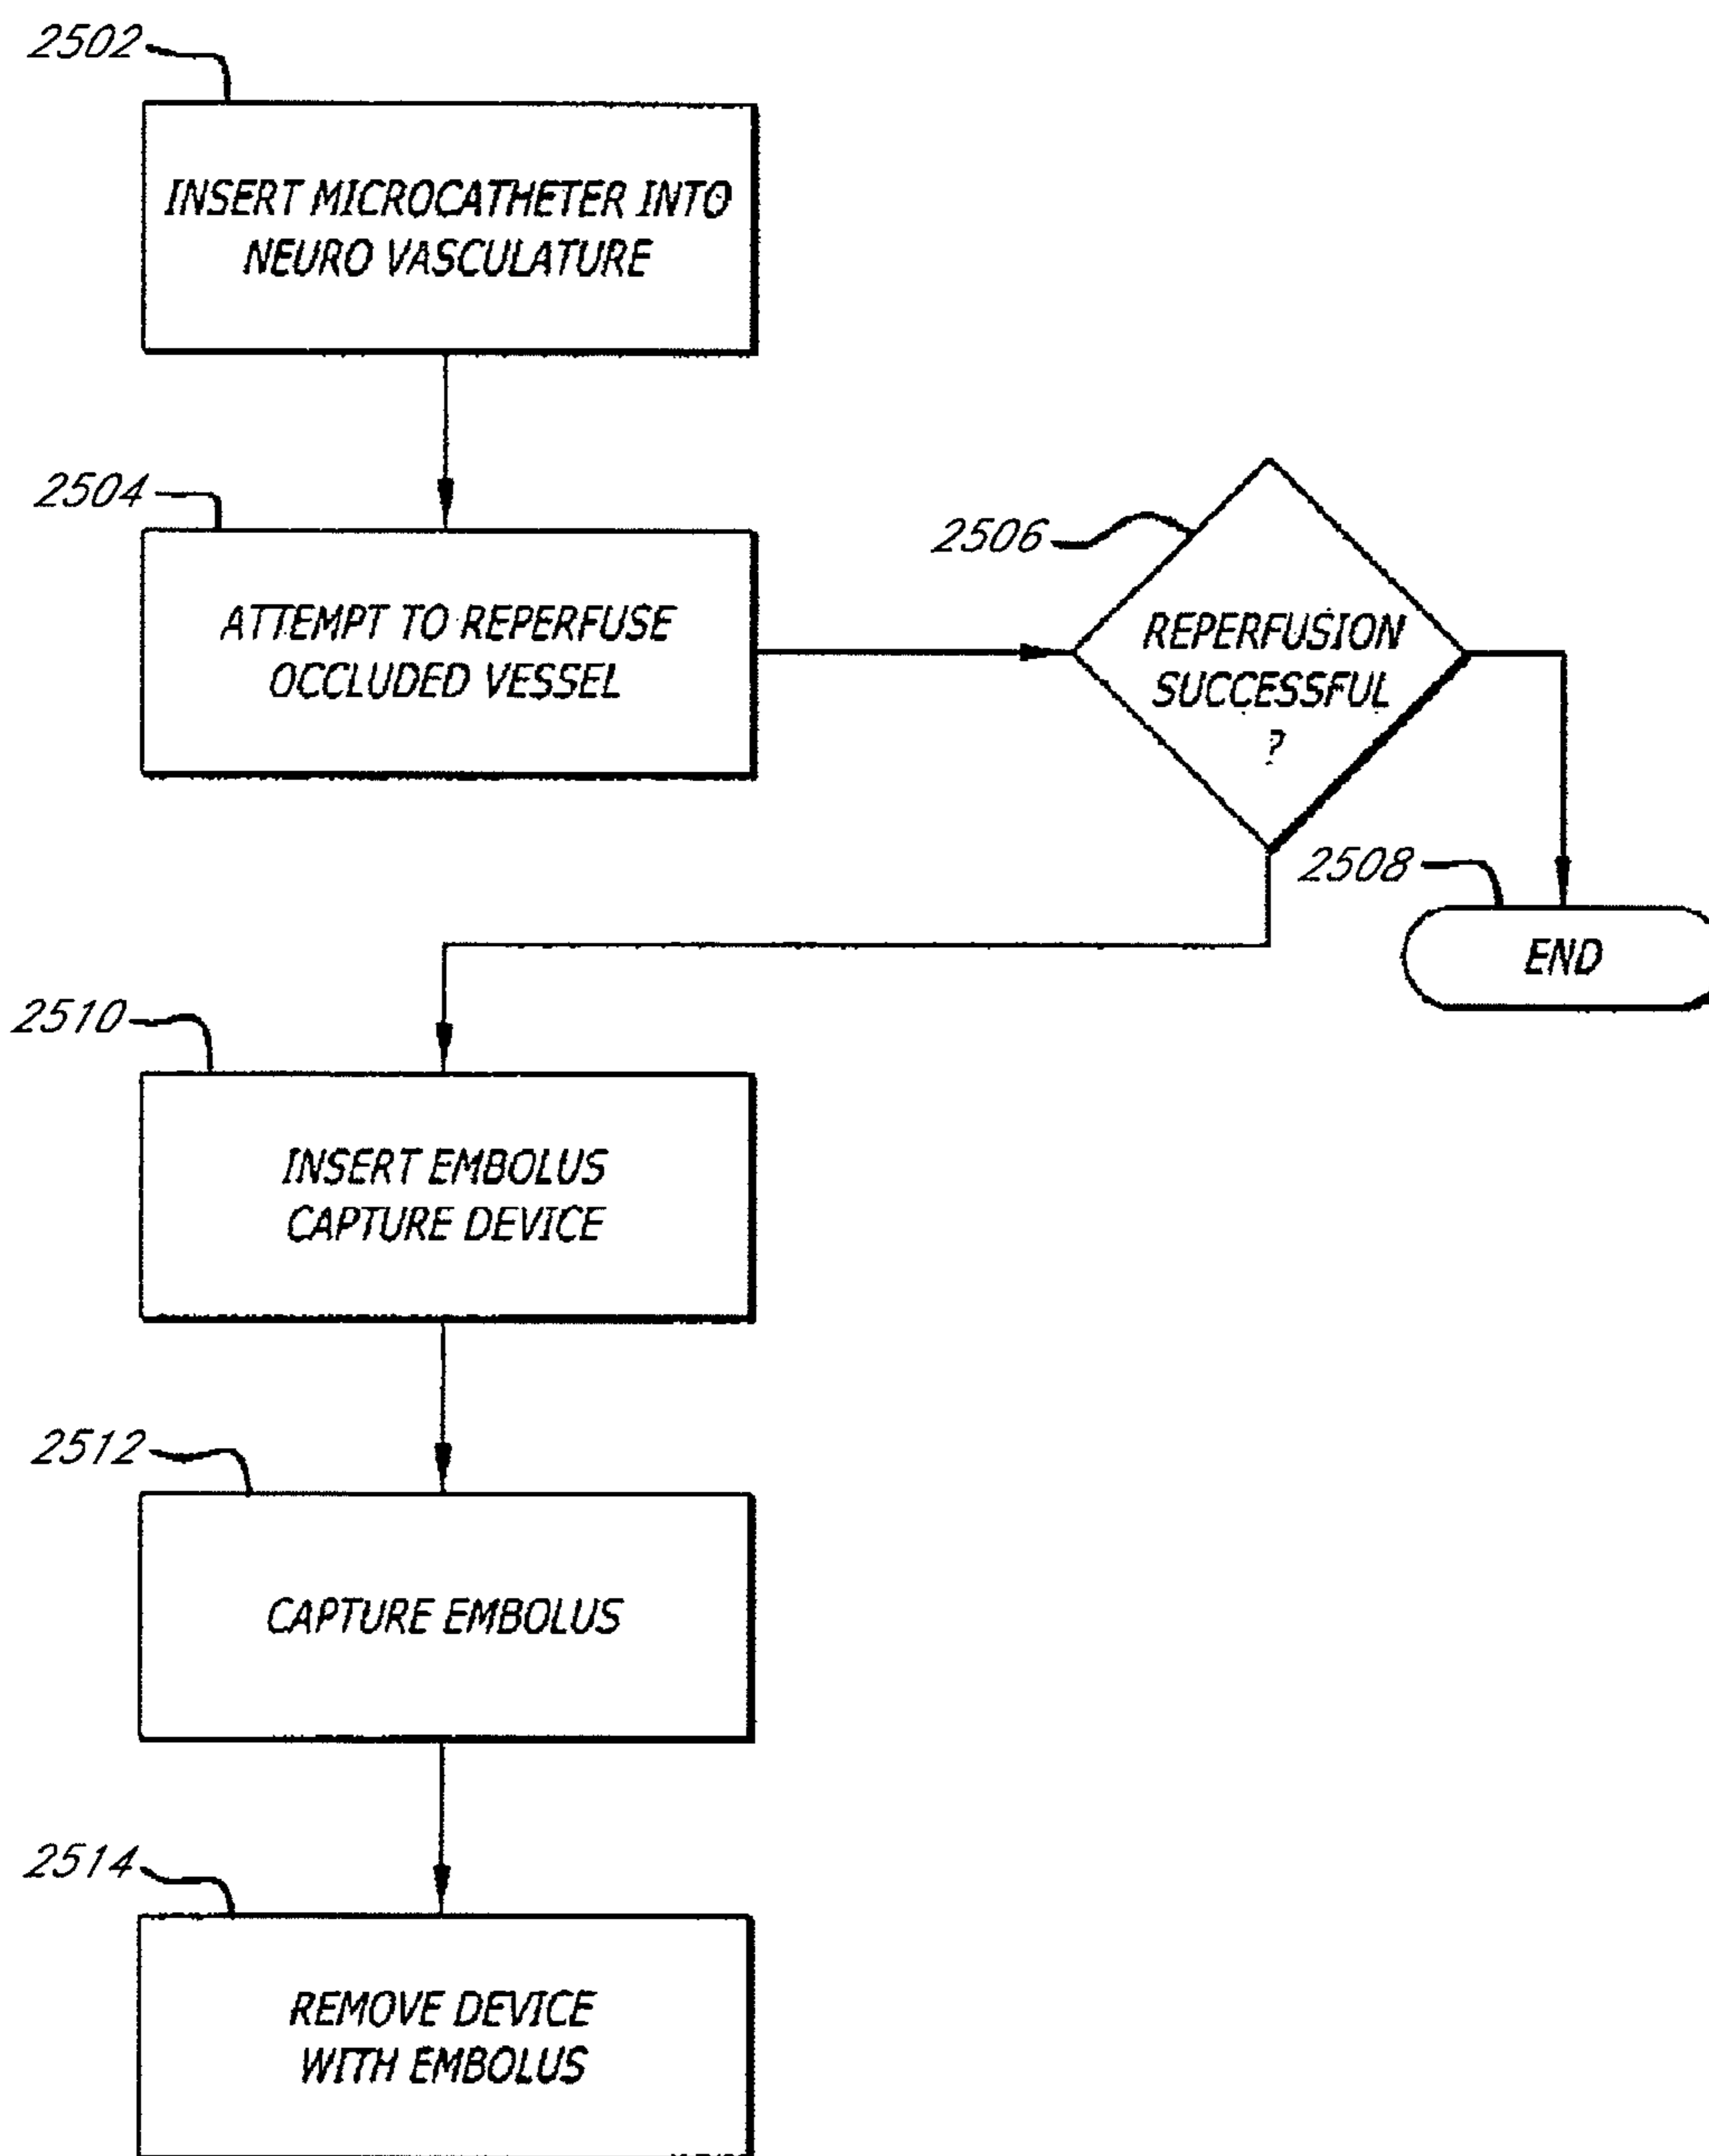 2502
INSERT MICROCATHETER INTO
NEURO VASCULATURE
2504
ATTEMPT TO REPERFUSE
OCCLUDED VESSEL
2506
REPERFUSION
SUCCESSFUL
?
2508
END
2510
INSERT EMBOLUS
CAPTURE DEVICE
2512
CAPTURE EMBOLUS
2514
REMOVE DEVICE
WITH EMBOLUS